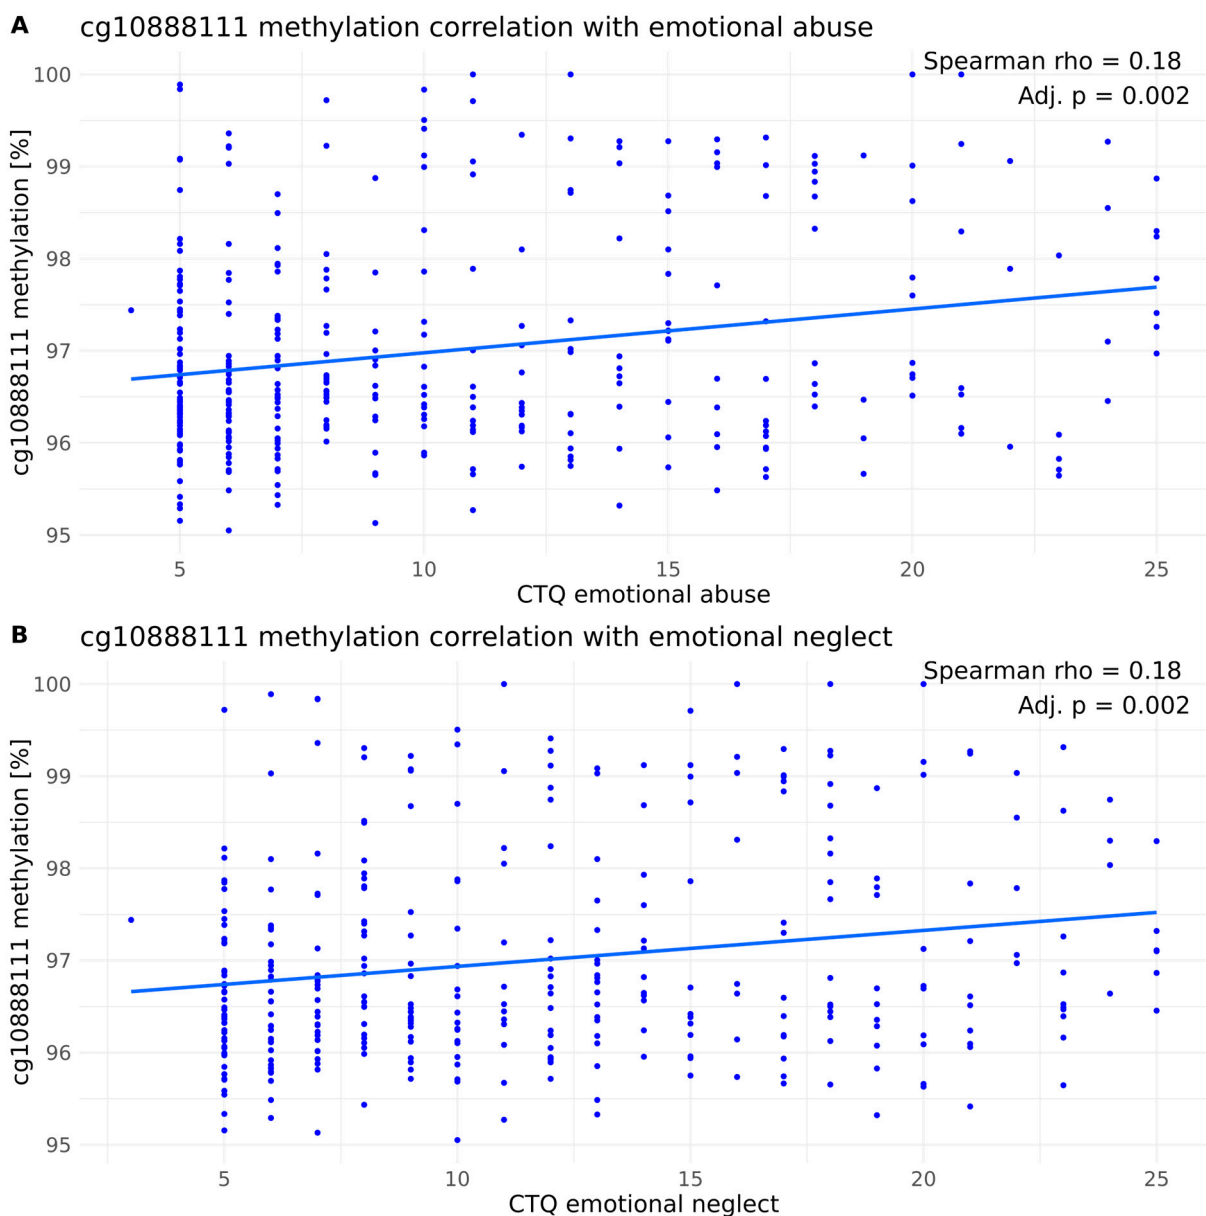 A cg10888111 methylation correlation with emotional abuse
Spearman rho = 0.18
Adj. p = 0.002
cg10888111 methylation [%]
100
99
98
97
96
95
5 10 15 20 25
CTQ emotional abuse
B cg10888111 methylation correlation with emotional neglect
Spearman rho = 0.18
Adj. p = 0.002
cg10888111 methylation [%]
100
99
98
97
96
95
5 10 15 20 25
CTQ emotional neglect